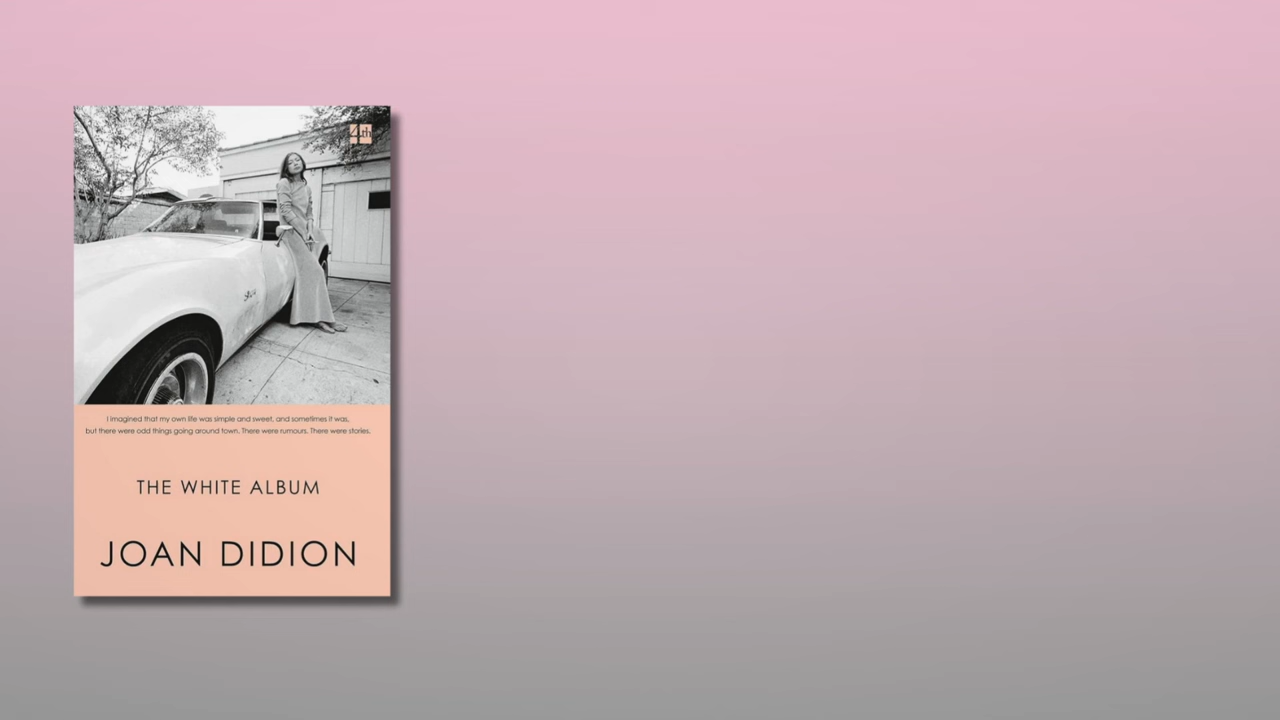 4th
I imagined that my own life was simple and sweet, and sometimes it was,
but there were odd things going around town. There were rumours. There were stories.
THE WHITE ALBUM
JOAN DIDION